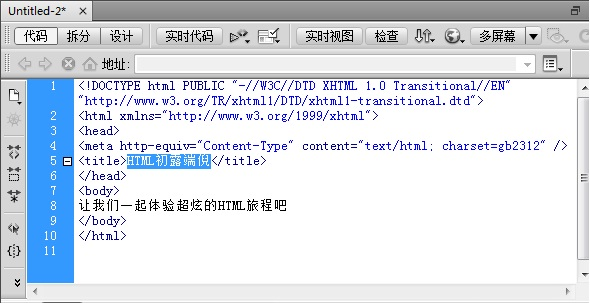 Untitled-2*
代码 拆分 设计 实时代码 实时视图 检查 多屏幕
地址:
1 <!DOCTYPE html PUBLIC "-//W3C//DTD XHTML 1.0 Transitional//EN"
"http://www.w3.org/TR/xhtml1/DTD/xhtml1-transitional.dtd">
2 <html xmlns="http://www.w3.org/1999/xhtml">
3 <head>
4 <meta http-equiv="Content-Type" content="text/html; charset=gb2312" />
5 <title>HTML初露端倪</title>
6 </head>
7 <body>
8 让我们一起体验超炫的HTML旅程吧
9 </body>
10 </html>
11